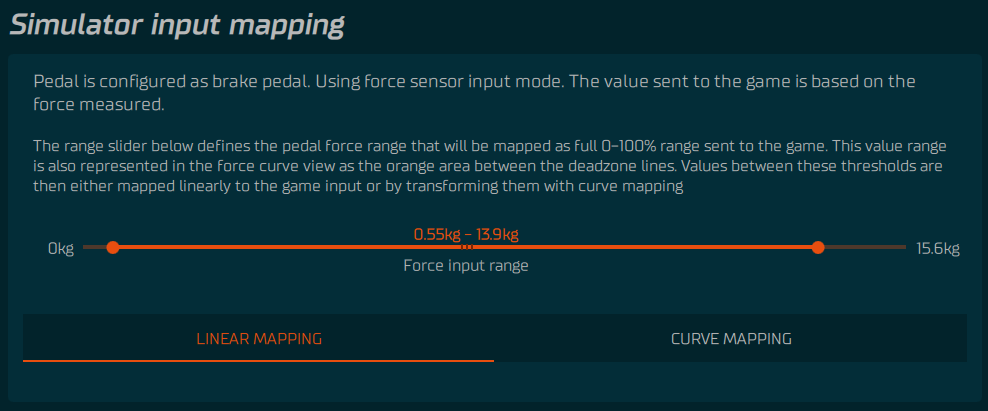 Simulator input mapping
Pedal is configured as brake pedal. Using force sensor input mode. The value sent to the game is based on the
force measured.
The range slider below defines the pedal force range that will be mapped as full 0-100% range sent to the game. This value range
is also represented in the force curve view as the orange area between the deadzone lines. Values between these thresholds are
then either mapped linearly to the game input or by transforming them with curve mapping
0.55kg - 13.9kg
0kg
15.6kg
Force input range
LINEAR MAPPING
CURVE MAPPING